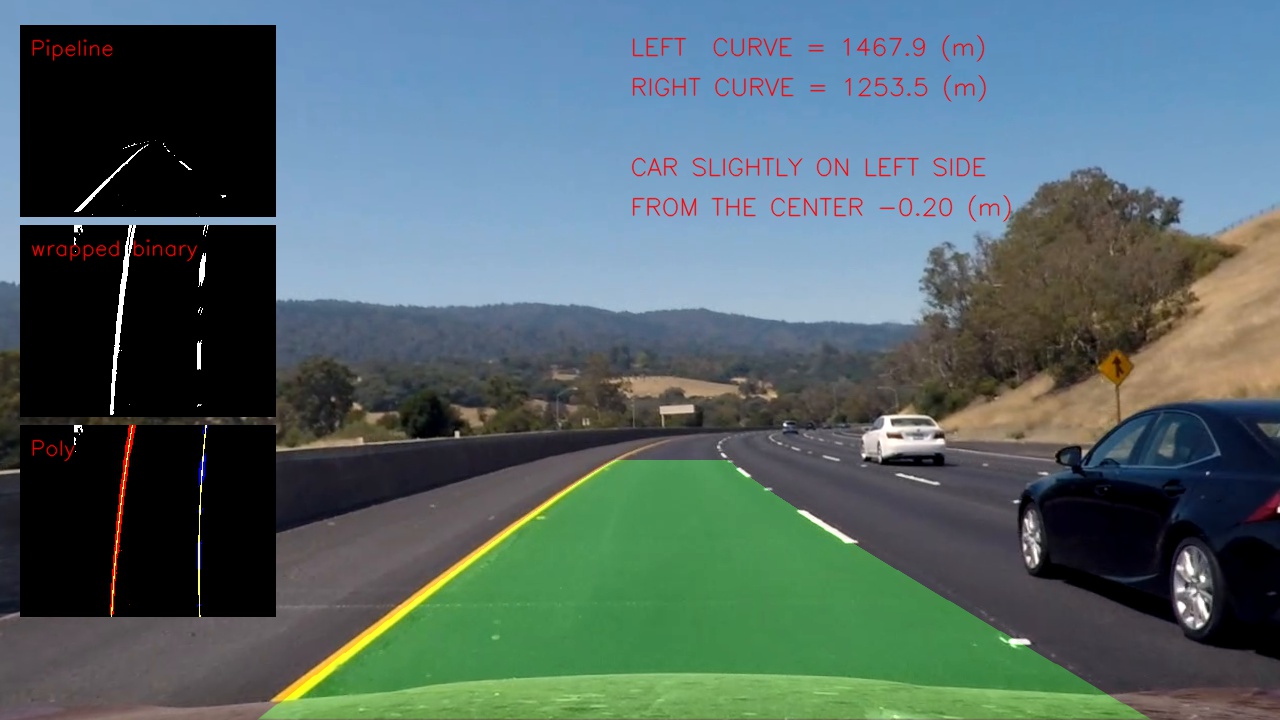 Pipeline
wrapped binary
Poly
LEFT CURVE = 1467.9 (m)
RIGHT CURVE = 1253.5 (m)
CAR SLIGHTLY ON LEFT SIDE
FROM THE CENTER -0.20 (m)